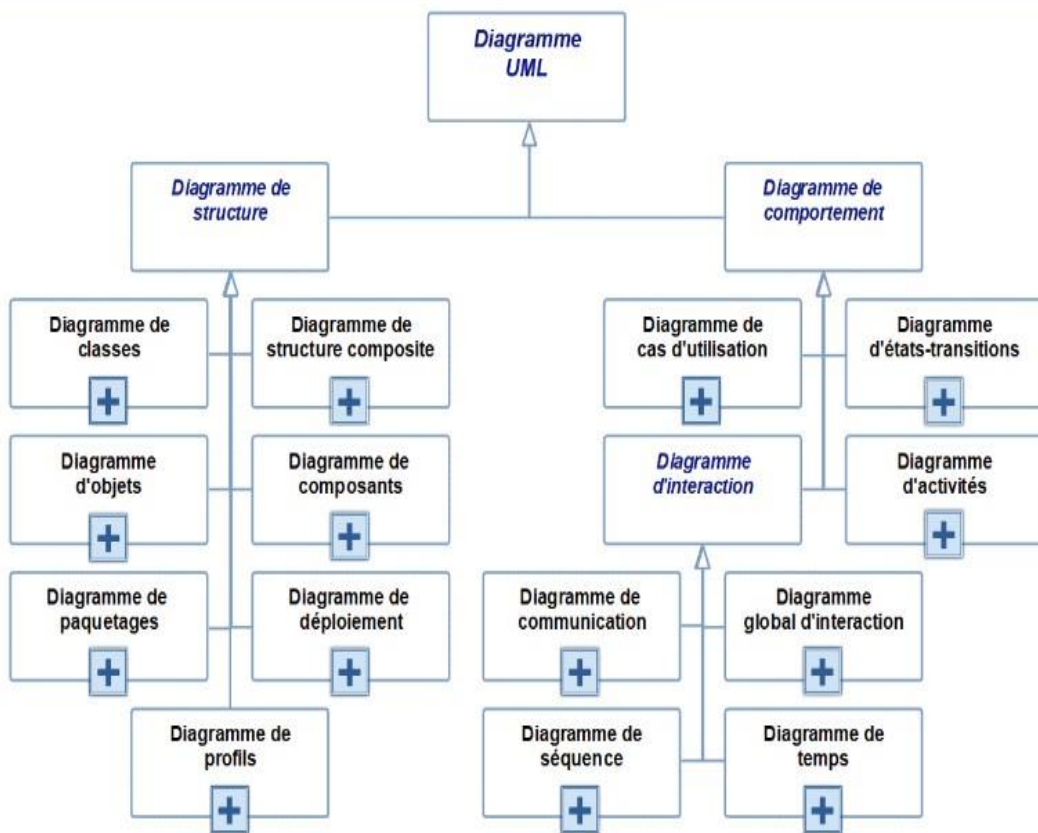 Diagramme
UML
Diagramme de
structure
Diagramme de
comportement
Diagramme de
classes
Diagramme de
structure composite
Diagramme de
cas d'utilisation
Diagramme
d'états-transitions
Diagramme
d'objets
Diagramme de
composants
Diagramme
d'interaction
Diagramme
d'activités
Diagramme de
paquetages
Diagramme de
déploiement
Diagramme de
communication
Diagramme
global d'interaction
Diagramme de
profils
Diagramme de
séquence
Diagramme de
temps